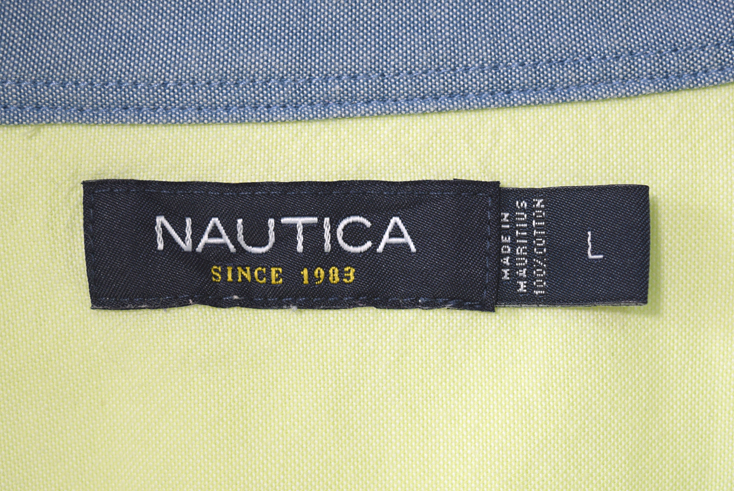 NAUTICA
SINCE 1983
MADE IN
MAURITIUS
100% COTTON
L